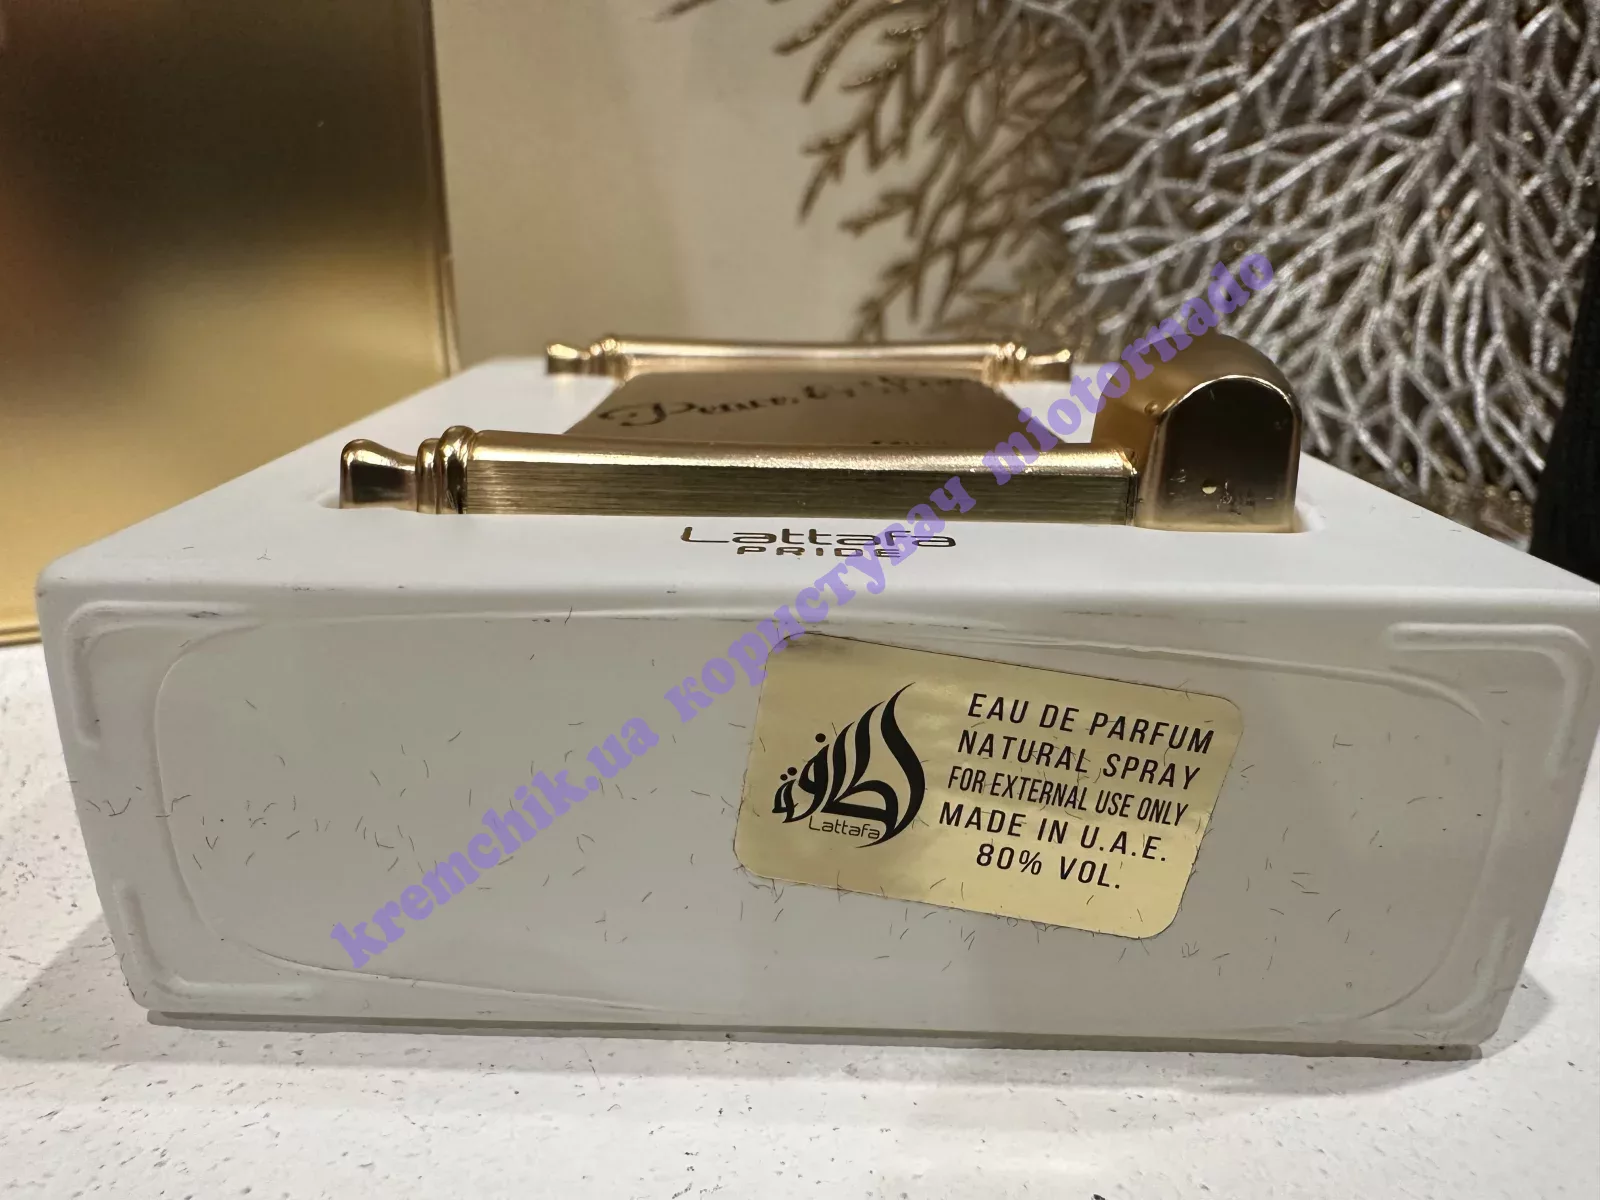 Lattafa
PRIDE
لطافة
Lattafa
EAU DE PARFUM
NATURAL SPRAY
FOR EXTERNAL USE ONLY
MADE IN U.A.E.
80% VOL.
kremchik.ua користувач miotornado